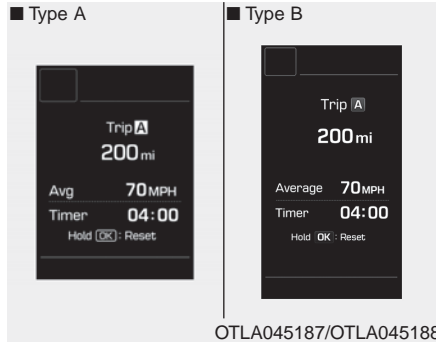 ■ Type A
Trip A
200 mi
Avg 70 MPH
Timer 04:00
Hold OK : Reset
■ Type B
Trip A
200 mi
Average 70 MPH
Timer 04:00
Hold OK : Reset
OTLA045187/OTLA045188